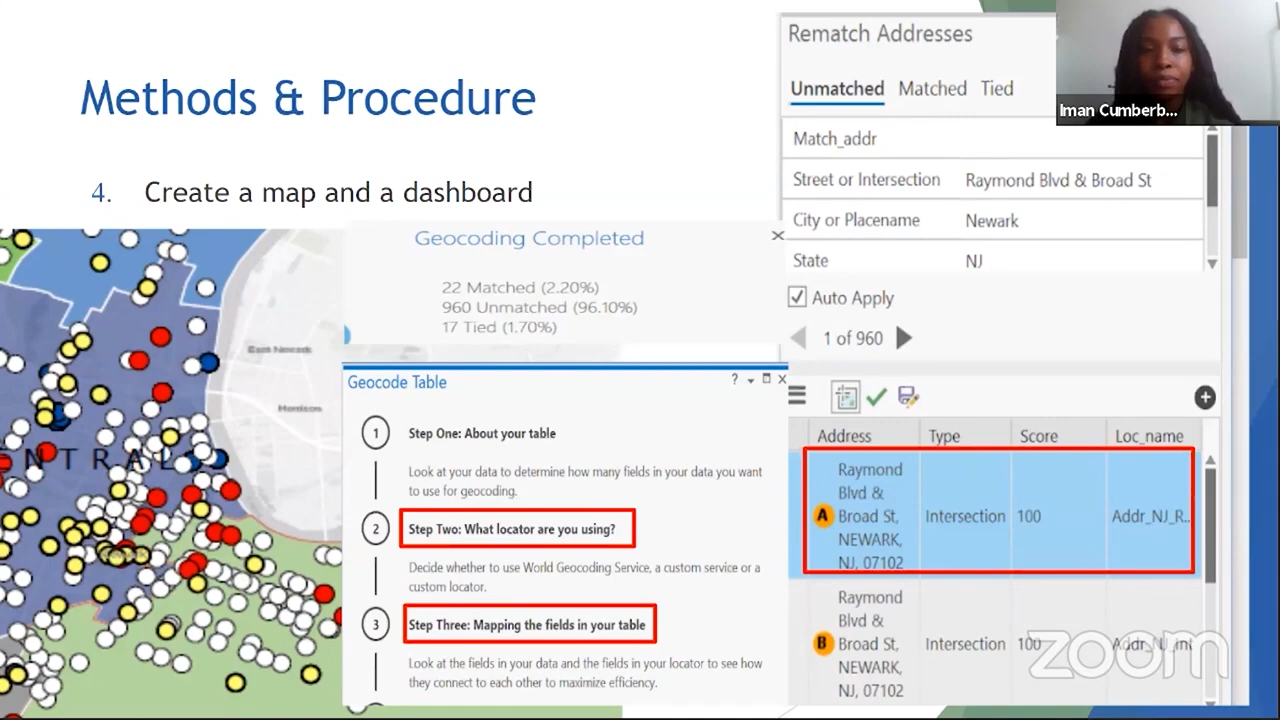 Methods & Procedure
4. Create a map and a dashboard
Geocoding Completed
22 Matched (2.20%)
960 Unmatched (96.10%)
17 Tied (1.70%)
East Newark
Harrison
NTRAL
Geocode Table
?
1
Step One: About your table
Look at your data to determine how many fields in your data you want
to use for geocoding.
2
Step Two: What locator are you using?
Decide whether to use World Geocoding Service, a custom service or a
custom locator.
3
Step Three: Mapping the fields in your table
Look at the fields in your data and the fields in your locator to see how
they connect to each other to maximize efficiency.
Rematch Addresses
Unmatched Matched Tied
Match_addr
Street or Intersection Raymond Blvd & Broad St
City or Placename Newark
State NJ
Auto Apply
1 of 960
Address Type Score Loc_name
Raymond
Blvd &
A Broad St, Intersection 100 Addr_NJ_R...
NEWARK,
NJ, 07102
Raymond
Blvd &
B Broad St, Intersection 100 Addr_NJ_int
NEWARK,
NJ, 07102
Iman Cumberb...
zoom